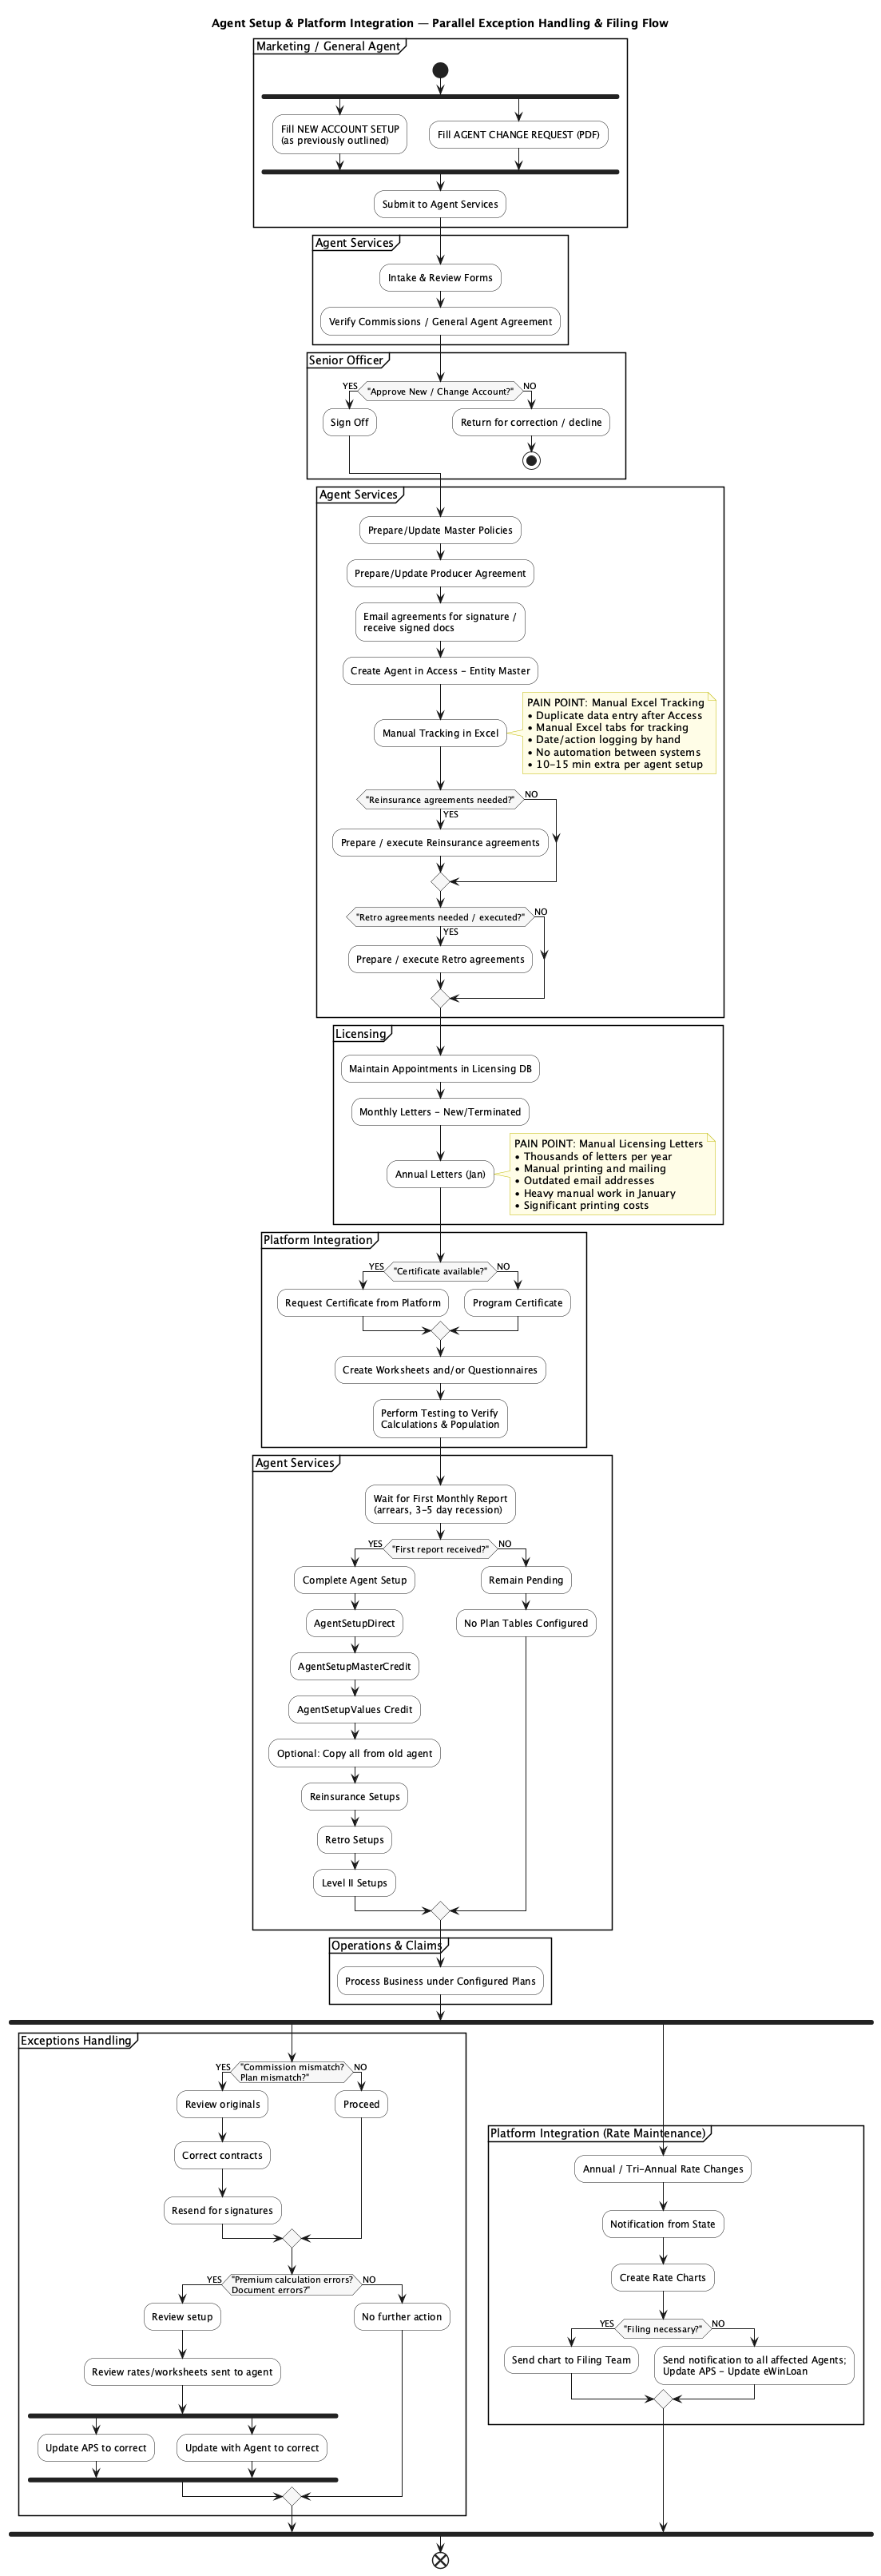 Agent Setup & Platform Integration — Parallel Exception Handling & Filing Flow
Marketing / General Agent
Fill NEW ACCOUNT SETUP
(as previously outlined)
Fill AGENT CHANGE REQUEST (PDF)
Submit to Agent Services
Agent Services
Intake & Review Forms
Verify Commissions / General Agent Agreement
Senior Officer
YES
"Approve New / Change Account?"
NO
Sign Off
Return for correction / decline
Agent Services
Prepare/Update Master Policies
Prepare/Update Producer Agreement
Email agreements for signature /
receive signed docs
Create Agent in Access - Entity Master
Manual Tracking in Excel
PAIN POINT: Manual Excel Tracking
• Duplicate data entry after Access
• Manual Excel tabs for tracking
• Date/action logging by hand
• No automation between systems
• 10-15 min extra per agent setup
"Reinsurance agreements needed?"
NO
YES
Prepare / execute Reinsurance agreements
"Retro agreements needed / executed?"
NO
YES
Prepare / execute Retro agreements
Licensing
Maintain Appointments in Licensing DB
Monthly Letters - New/Terminated
Annual Letters (Jan)
PAIN POINT: Manual Licensing Letters
• Thousands of letters per year
• Manual printing and mailing
• Outdated email addresses
• Heavy manual work in January
• Significant printing costs
Platform Integration
YES
"Certificate available?"
NO
Request Certificate from Platform
Program Certificate
Create Worksheets and/or Questionnaires
Perform Testing to Verify
Calculations & Population
Agent Services
Wait for First Monthly Report
(arrears, 3-5 day recession)
YES
"First report received?"
NO
Complete Agent Setup
Remain Pending
AgentSetupDirect
No Plan Tables Configured
AgentSetupMasterCredit
AgentSetupValues Credit
Optional: Copy all from old agent
Reinsurance Setups
Retro Setups
Level II Setups
Operations & Claims
Process Business under Configured Plans
Exceptions Handling
YES
"Commission mismatch?
Plan mismatch?"
NO
Review originals
Proceed
Correct contracts
Resend for signatures
YES
"Premium calculation errors?
Document errors?"
NO
Review setup
No further action
Review rates/worksheets sent to agent
Update APS to correct
Update with Agent to correct
Platform Integration (Rate Maintenance)
Annual / Tri-Annual Rate Changes
Notification from State
Create Rate Charts
YES
"Filing necessary?"
NO
Send chart to Filing Team
Send notification to all affected Agents;
Update APS - Update eWinLoan